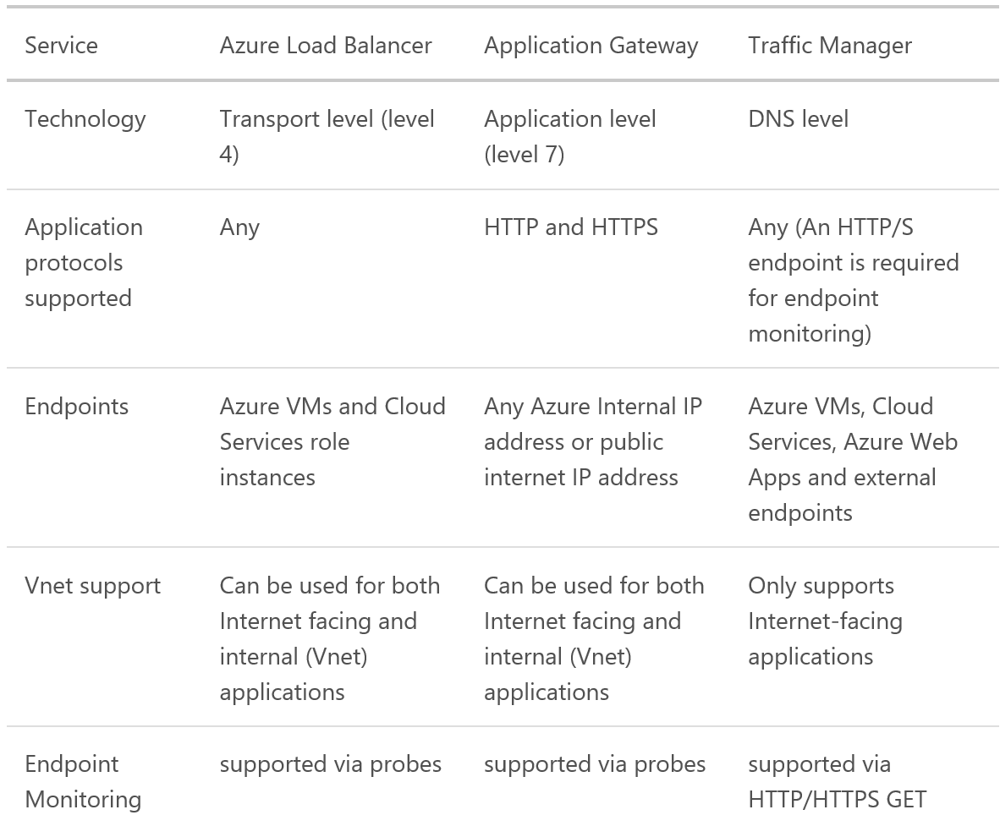 Service Azure Load Balancer Application Gateway Traffic Manager
Technology Transport level (level Application level DNS level
4) (level 7)
Application Any HTTP and HTTPS Any (An HTTP/S
protocols endpoint is required
supported for endpoint
monitoring)
Endpoints Azure VMs and Cloud Any Azure Internal IP Azure VMs, Cloud
Services role address or public Services, Azure Web
instances internet IP address Apps and external
endpoints
Vnet support Can be used for both Can be used for both Only supports
Internet facing and Internet facing and Internet-facing
internal (Vnet) internal (Vnet) applications
applications applications
Endpoint supported via probes supported via probes supported via
Monitoring HTTP/HTTPS GET